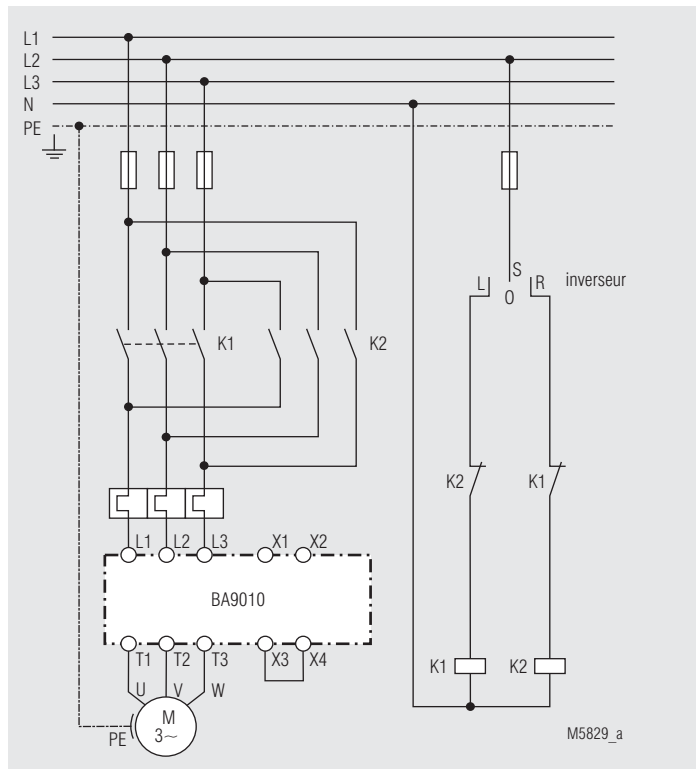 L1
L2
L3
N
PE
S
L
R
O
inverseur
K1
K2
K2
K1
L1
L2
L3
X1
X2
BA9010
T1
T2
T3
X3
X4
K1
K2
U
V
W
M
3~
PE
M5829_a